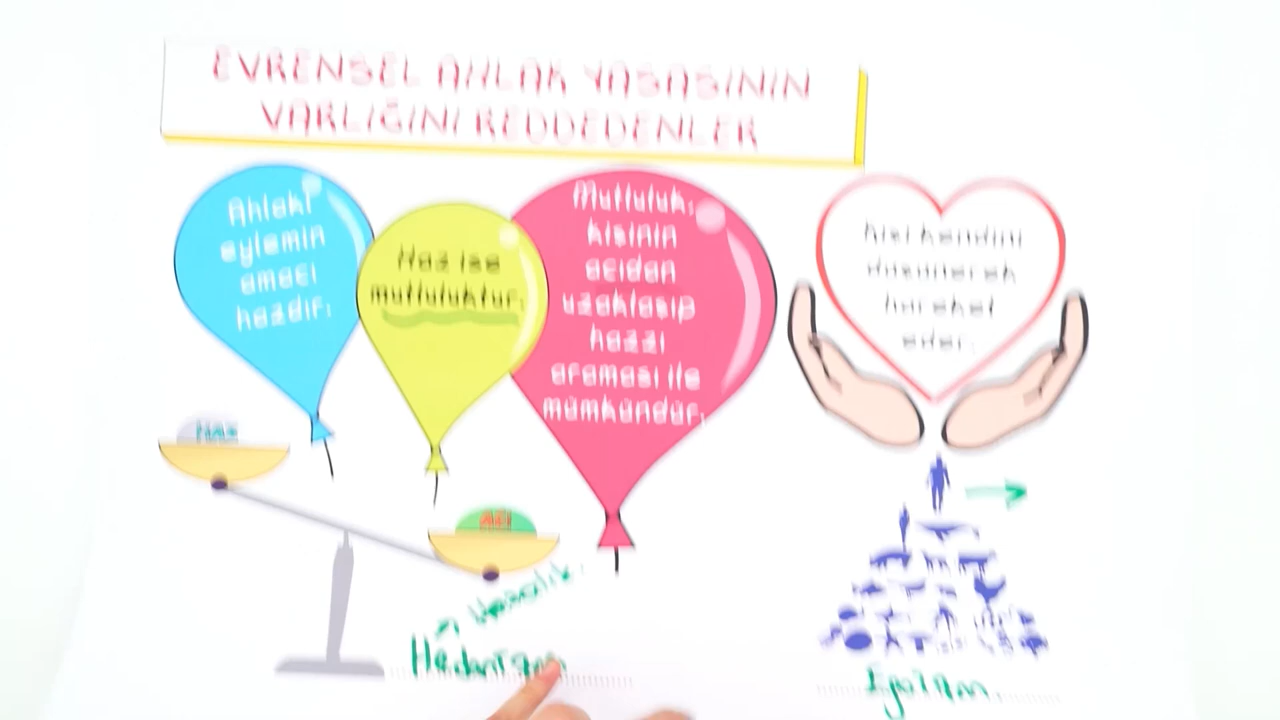 EVRENSEL AHLAK YASASININ
VARLIĞINI REDDEDENLER
Ahlaki
eylemin
amacı
hazdır.
Haz ise
mutluluktur.
Mutluluk;
kişinin
acıdan
uzaklaşıp
hazzı
araması ile
mümkündür.
Kişi kendini
düşünerek
hareket
eder.
HAZ
ACI
Hazcılık
Hedonizm
Egoizm